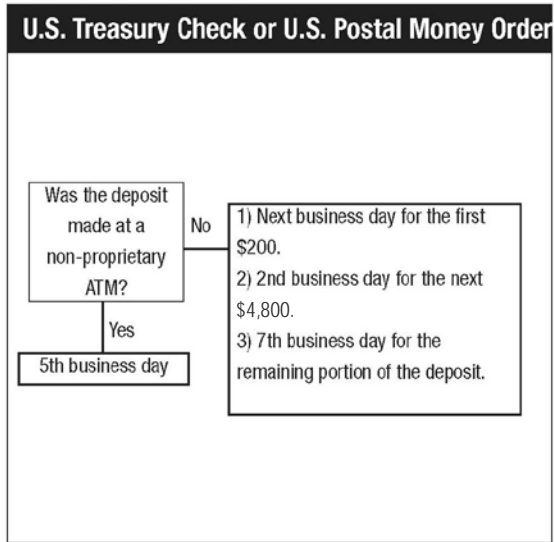 U.S. Treasury Check or U.S. Postal Money Order
Was the deposit
made at a
non-proprietary
ATM?
No
1) Next business day for the first
$200.
2) 2nd business day for the next
$4,800.
3) 7th business day for the
remaining portion of the deposit.
Yes
5th business day